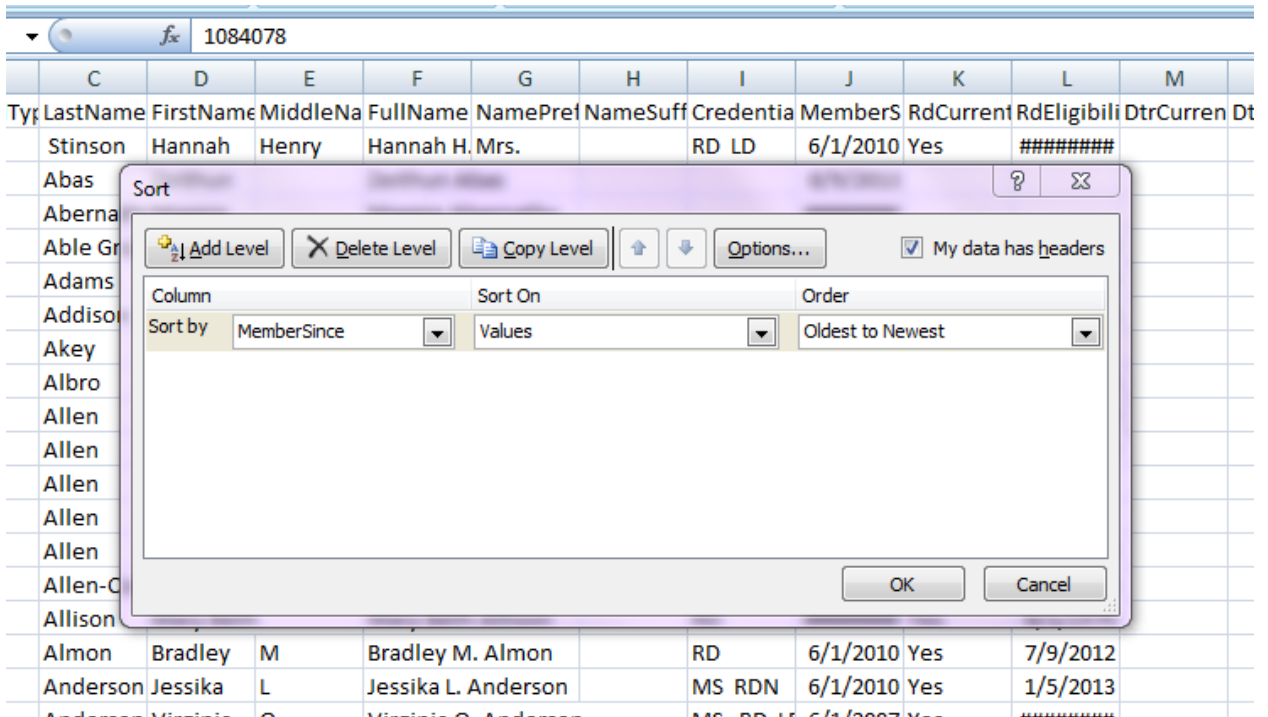 fx 1084078
C D E F G H I J K L M
Typ LastName FirstName MiddleNa FullName NamePref NameSuff Credentia MemberS RdCurrent RdEligibili DtrCurren Dt
Stinson Hannah Henry Hannah H. Mrs. RD LD 6/1/2010 Yes ########
Abas
Sort
Aberna
Able Gr
Add Level Delete Level Copy Level Options... My data has headers
Adams
Column Sort On Order
Addiso
Sort by MemberSince Values Oldest to Newest
Akey
Albro
Allen
Allen
Allen
Allen
Allen
Allen-C
OK Cancel
Allison
Almon Bradley M Bradley M. Almon RD 6/1/2010 Yes 7/9/2012
Anderson Jessika L Jessika L. Anderson MS RDN 6/1/2010 Yes 1/5/2013